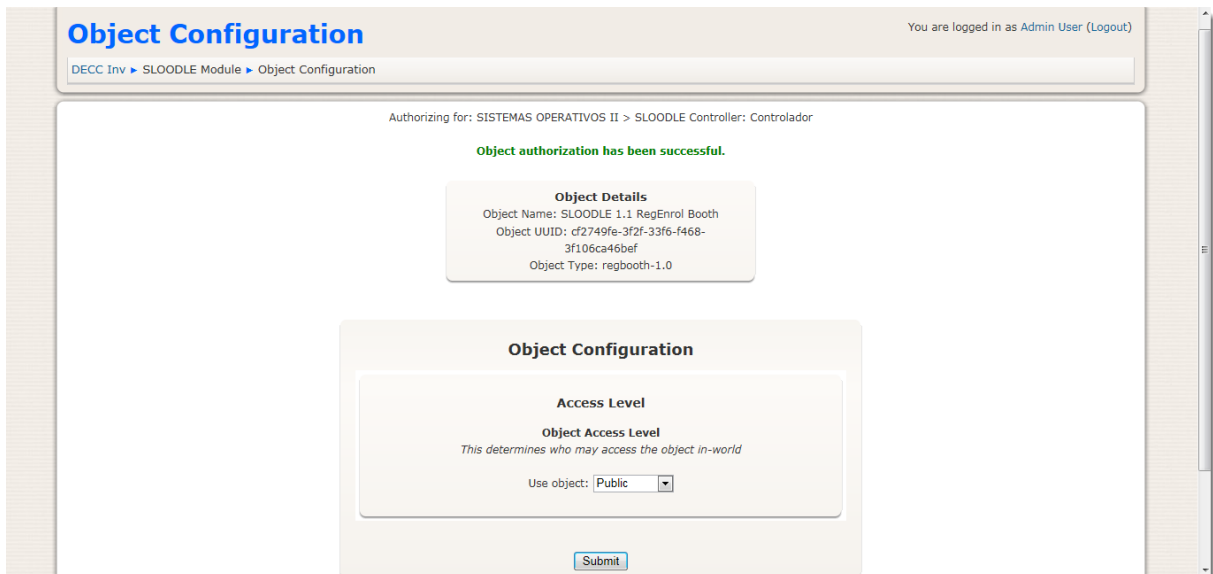 Object Configuration
You are logged in as Admin User (Logout)
DECC Inv ► SLOODLE Module ► Object Configuration
Authorizing for: SISTEMAS OPERATIVOS II > SLOODLE Controller: Controlador
Object authorization has been successful.
Object Details
Object Name: SLOODLE 1.1 RegEnrol Booth
Object UUID: cf2749fe-3f2f-33f6-f468-
3f106ca46bef
Object Type: regbooth-1.0
Object Configuration
Access Level
Object Access Level
This determines who may access the object in-world
Use object: Public
Submit